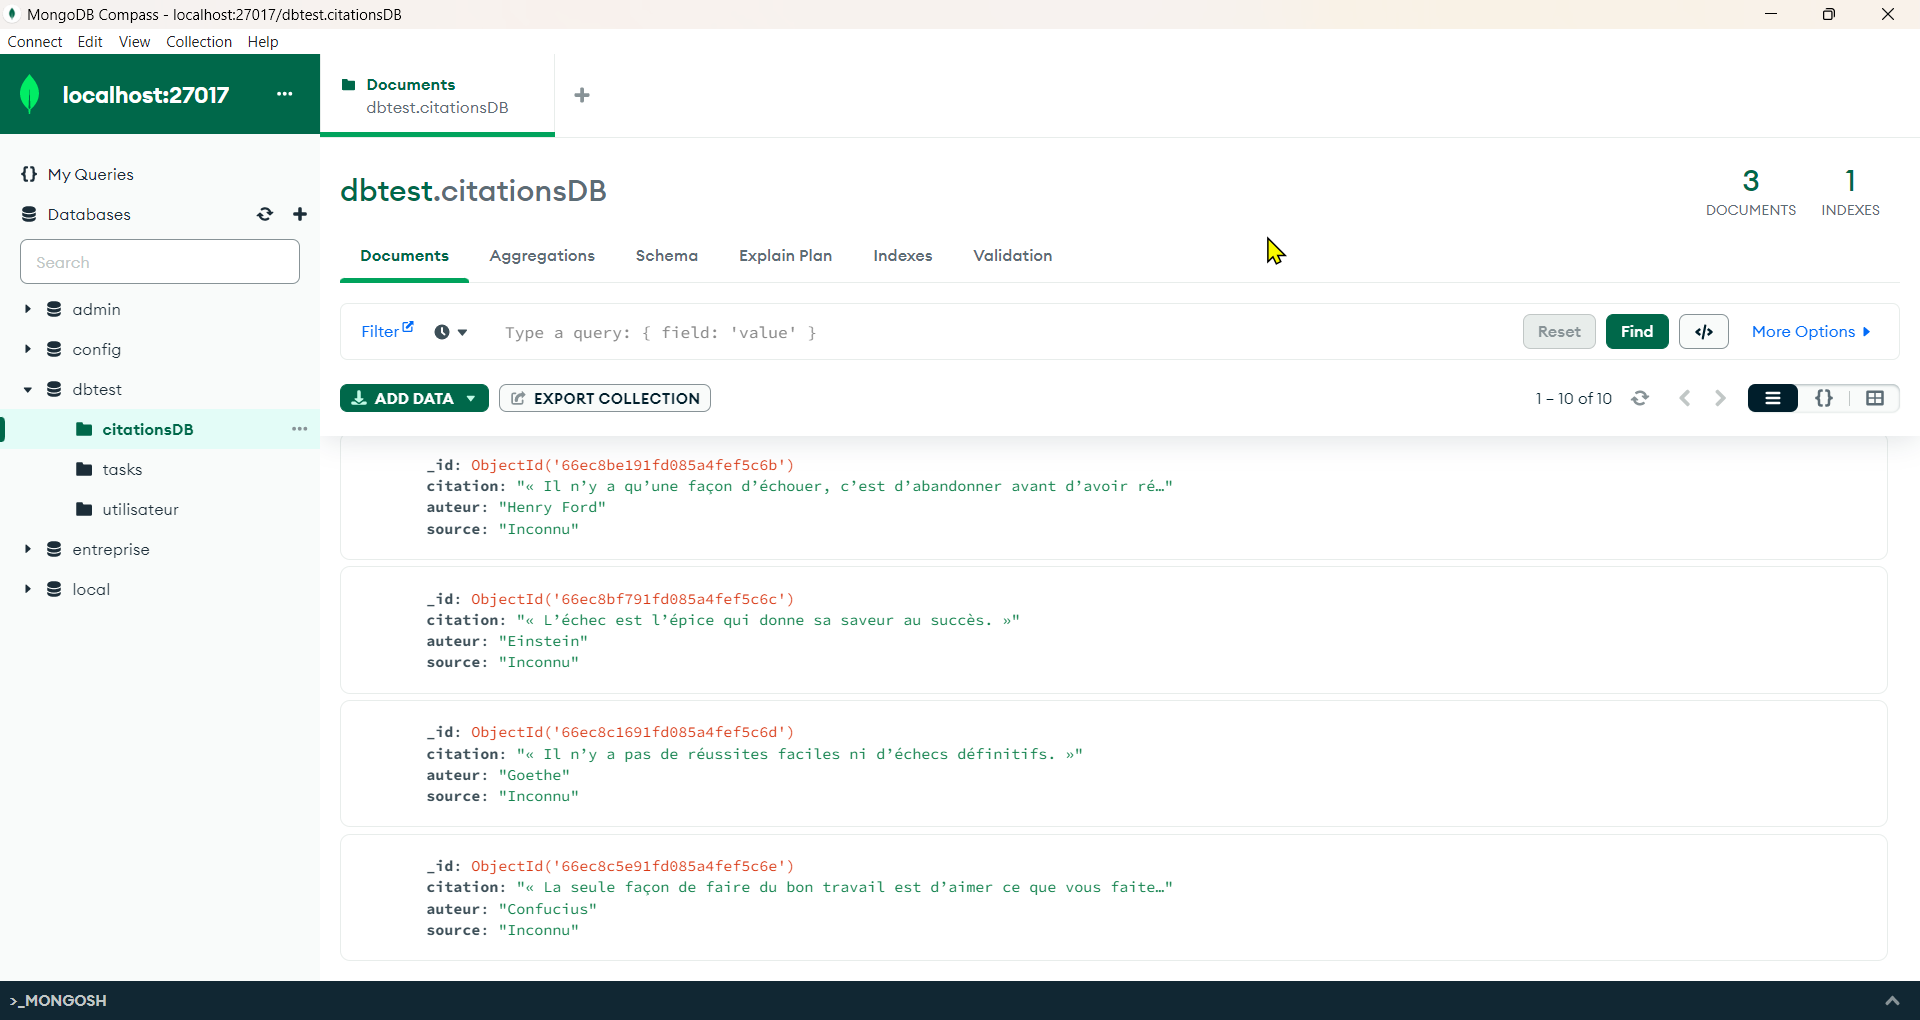 MongoDB Compass - localhost:27017/dbtest.citationsDB
Connect Edit View Collection Help
localhost:27017 ...
Documents
dbtest.citationsDB
+
{} My Queries
Databases
Search
admin
config
dbtest
citationsDB ...
tasks
utilisateur
entreprise
local
dbtest.citationsDB
3
DOCUMENTS
1
INDEXES
Documents Aggregations Schema Explain Plan Indexes Validation
Filter Type a query: { field: 'value' } Reset Find </> More Options
ADD DATA EXPORT COLLECTION 1 – 10 of 10 {}
_id: ObjectId('66ec8be191fd085a4fef5c6b')
citation: "« Il n’y a qu’une façon d’échouer, c’est d’abandonner avant d’avoir ré…"
auteur: "Henry Ford"
source: "Inconnu"
_id: ObjectId('66ec8bf791fd085a4fef5c6c')
citation: "« L’échec est l’épice qui donne sa saveur au succès. »"
auteur: "Einstein"
source: "Inconnu"
_id: ObjectId('66ec8c1691fd085a4fef5c6d')
citation: "« Il n’y a pas de réussites faciles ni d’échecs définitifs. »"
auteur: "Goethe"
source: "Inconnu"
_id: ObjectId('66ec8c5e91fd085a4fef5c6e')
citation: "« La seule façon de faire du bon travail est d’aimer ce que vous faite…"
auteur: "Confucius"
source: "Inconnu"
>_MONGOSH